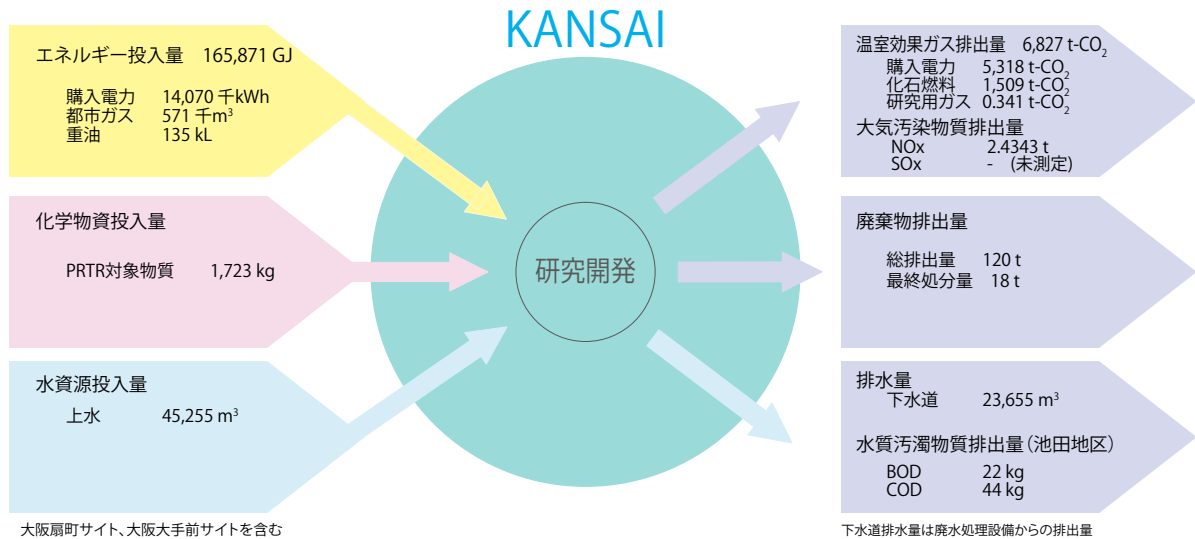 KANSAI
エネルギー投入量 165,871 GJ
購入電力 14,070 千kWh
都市ガス 571 千m³
重油 135 kL
化学物資投入量
PRTR対象物質 1,723 kg
水資源投入量
上水 45,255 m³
大阪扇町サイト、大阪大手前サイトを含む
研究開発
温室効果ガス排出量 6,827 t-CO₂
購入電力 5,318 t-CO₂
化石燃料 1,509 t-CO₂
研究用ガス 0.341 t-CO₂
大気汚染物質排出量
NOx 2.4343 t
SOx - (未測定)
廃棄物排出量
総排出量 120 t
最終処分量 18 t
排水量
下水道 23,655 m³
水質汚濁物質排出量(池田地区)
BOD 22 kg
COD 44 kg
下水道排水量は廃水処理設備からの排出量